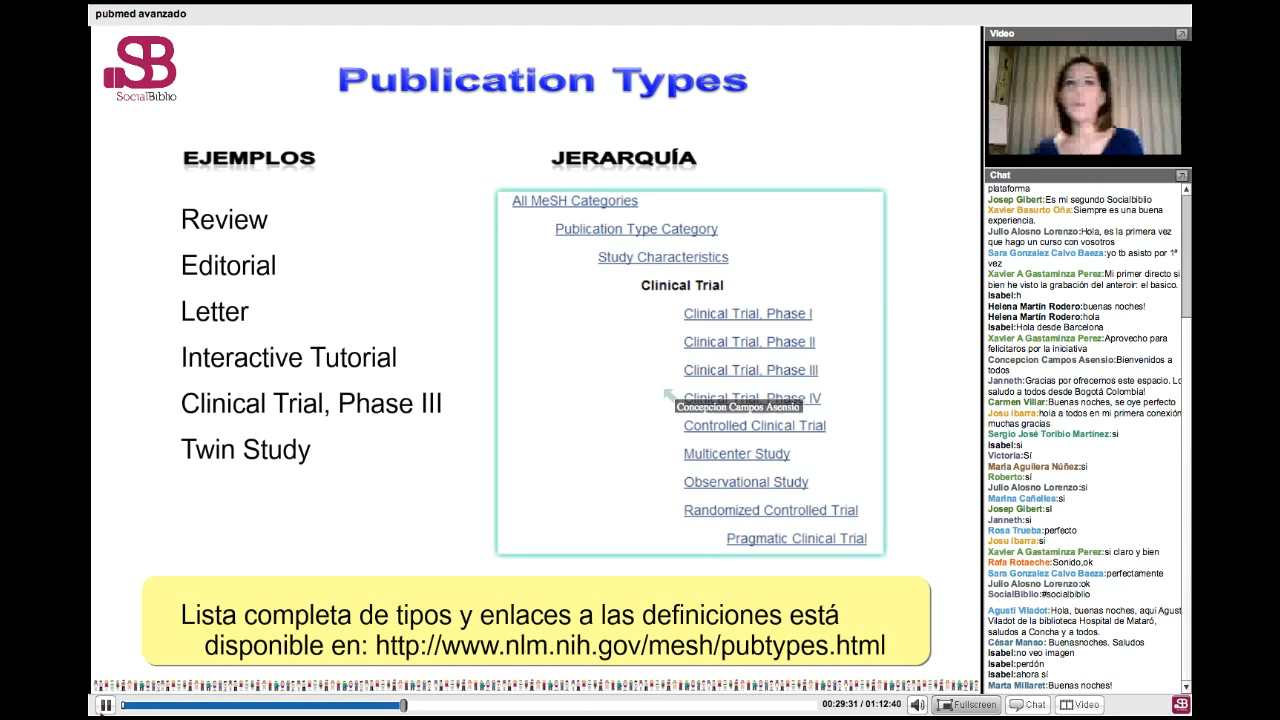 pubmed avanzado
SB
SocialBiblio
Publication Types
EJEMPLOS
JERARQUÍA
Review
Editorial
Letter
Interactive Tutorial
Clinical Trial, Phase III
Twin Study
All MeSH Categories
Publication Type Category
Study Characteristics
Clinical Trial
Clinical Trial, Phase I
Clinical Trial, Phase II
Clinical Trial, Phase III
Clinical Trial, Phase IV
Concepcion Campos Asensio
Controlled Clinical Trial
Multicenter Study
Observational Study
Randomized Controlled Trial
Pragmatic Clinical Trial
Lista completa de tipos y enlaces a las definiciones está
disponible en: http://www.nlm.nih.gov/mesh/pubtypes.html
Video
Chat
plataforma
Josep Gibert:Es mi segundo Socialbiblio
Xavier Basurto Oña:Siempre es una buena
experiencia.
Julio Alosno Lorenzo:Hola, es la primera vez
que hago un curso con vosotros
Sara Gonzalez Calvo Baeza:yo tb asisto por 1ª
vez
Xavier A Gastaminza Perez:Mi primer directo si
bien he visto la grabación del anteroir: el basico.
Isabel:h
Helena Martín Rodero:buenas noches!
Helena Martín Rodero:hola
Isabel:Hola desde Barcelona
Xavier A Gastaminza Perez:Aprovecho para
felicitaros por la iniciativa
Concepcion Campos Asensio:Bienvenidos a
todos
Janneth:Gracias por ofrecernos este espacio. Lo
saludo a todos desde Bogotá Colombia!
Carmen Villar:Buenas noches, se oye perfecto
Josu Ibarra:hola a todos en mi primera conexión
muchas gracias
Sergio José Toribio Martínez:si
Isabel:si
Victoria:Sí
Maria Aguilera Núñez:si
Roberto:sí
Julio Alosno Lorenzo:si
Marina Cañelles:si
Josep Gibert:sI
Janneth:si
Rosa Trueba:perfecto
Josu Ibarra:si
Xavier A Gastaminza Perez:si claro y bien
Rafa Rotaeche:Sonido,ok
Sara Gonzalez Calvo Baeza:perfectamente
Julio Alosno Lorenzo:ok
SocialBiblio:#socialbiblio
Agusti Viladot:Hola, buenas noches, aqui Agust
Viladot de la biblioteca Hospital de Mataró,
saludos a Concha y a todos.
César Manso: Buenasnoches. Saludos
Isabel:no veo imagen
Isabel:perdón
Isabel:ahora sí
Marta Millaret:Buenas noches!
00:29:31 / 01:12:40
Fullscreen
Chat
Video
SB